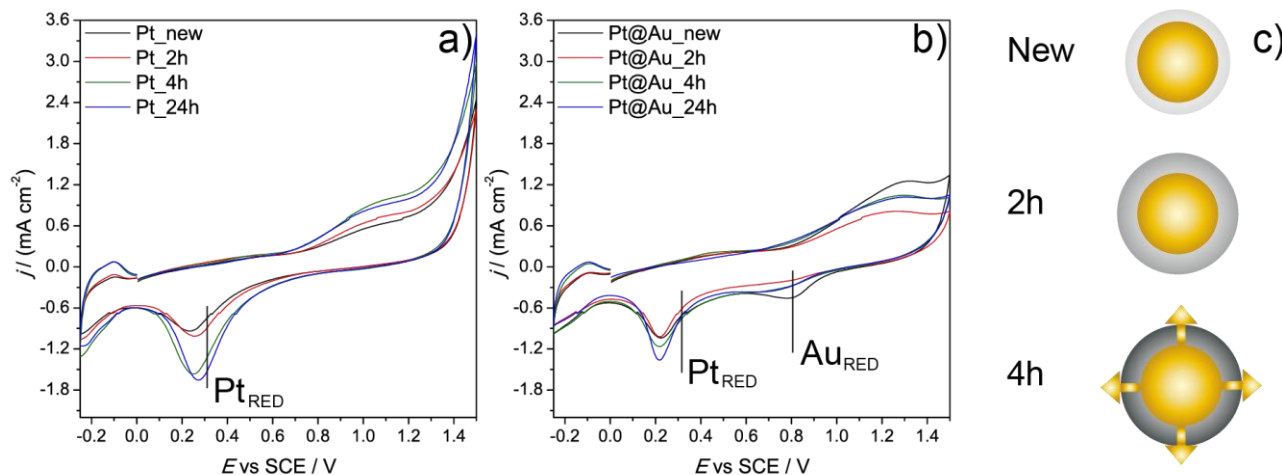 a)
3.6
3.0
2.4
1.8
1.2
0.6
0.0
-0.6
-1.2
-1.8
j / (mA cm-2)
Pt_new
Pt_2h
Pt_4h
Pt_24h
PtRED
-0.2 0.0 0.2 0.4 0.6 0.8 1.0 1.2 1.4
E vs SCE / V
b)
3.6
3.0
2.4
1.8
1.2
0.6
0.0
-0.6
-1.2
-1.8
j / (mA cm-2)
Pt@Au_new
Pt@Au_2h
Pt@Au_4h
Pt@Au_24h
PtRED
AuRED
-0.2 0.0 0.2 0.4 0.6 0.8 1.0 1.2 1.4
E vs SCE / V
c)
New
2h
4h